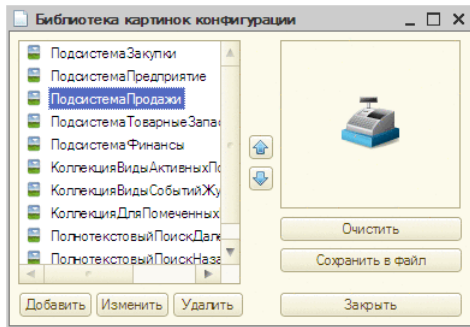 Библиотека картинок конфигурации
ПодсистемаЗакупки
ПодсистемаПредприятие
ПодсистемаПродажи
ПодсистемаТоварныеЗапас
ПодсистемаФинансы
КоллекцияВидыАктивныхПо
КоллекцияВидыСобытийЖу
КоллекцияДляПомеченных
ПолнотекстовыйПоискДале
ПолнотекстовыйПоискНаза
Очистить
Сохранить в файл
Добавить Изменить Удалить Закрыть